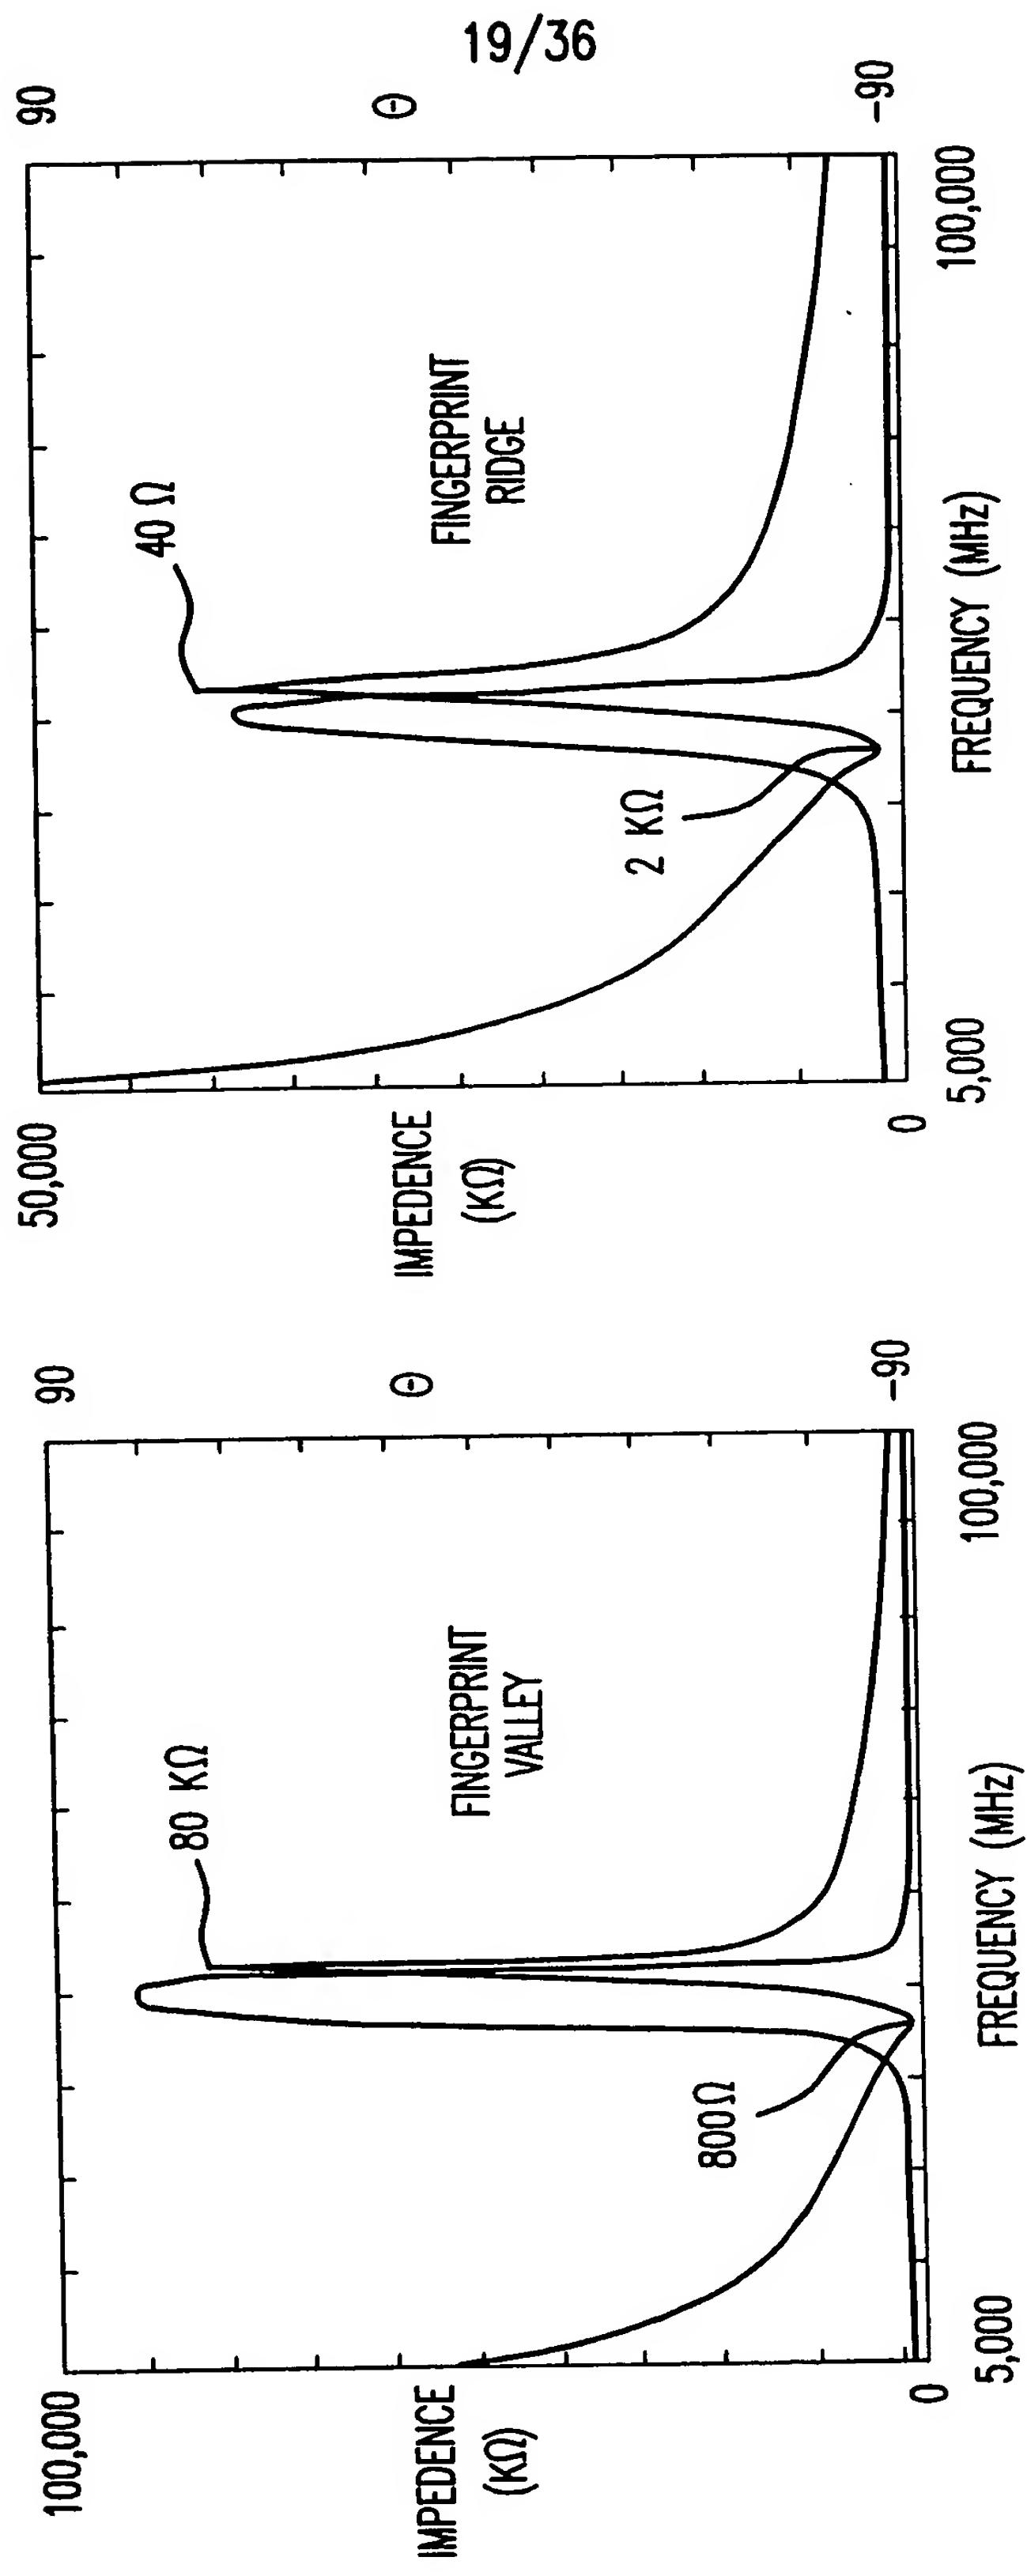 19/36
100,000
IMPEDENCE
(KΩ)
0
80 KΩ
800Ω
FINGERPRINT
VALLEY
90
Θ
-90
5,000
100,000
FREQUENCY (MHz)
50,000
IMPEDENCE
(KΩ)
0
40 Ω
2 KΩ
FINGERPRINT
RIDGE
90
Θ
-90
5,000
100,000
FREQUENCY (MHz)